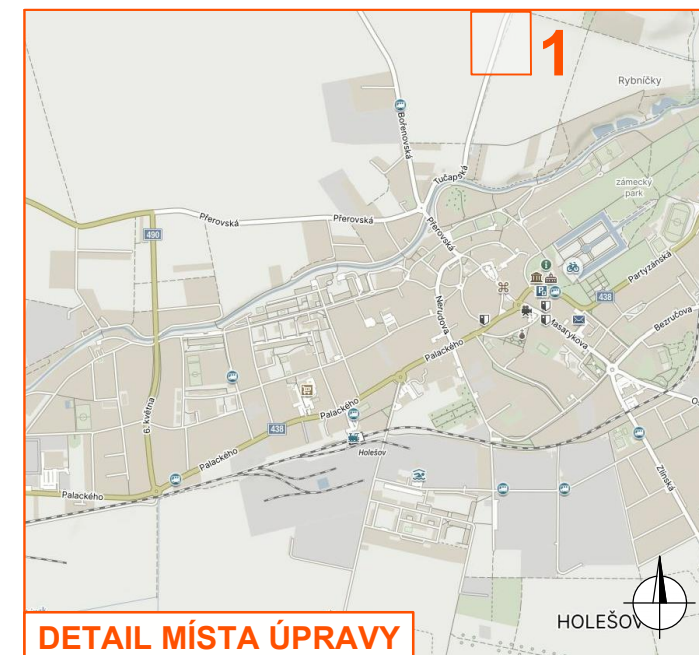 1
Rybníčky
Bořenovská
Tučapská
zámecký
park
Přerovská
Přerovská
Přerovská
490
Partyzánská
438
Nerudova
Masarykova
Bezručova
Palackého
6. května
Palackého
438
Holešov
Palackého
Zlínská
Palackého
HOLEŠOV
DETAIL MÍSTA ÚPRAVY